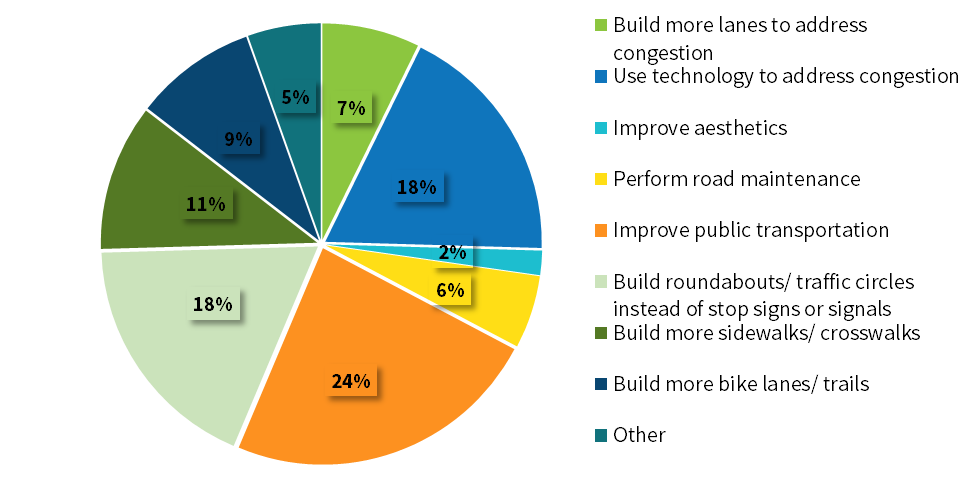 5%
7%
9%
18%
11%
2%
6%
18%
24%
Build more lanes to address
congestion
Use technology to address congestion
Improve aesthetics
Perform road maintenance
Improve public transportation
Build roundabouts/ traffic circles
instead of stop signs or signals
Build more sidewalks/ crosswalks
Build more bike lanes/ trails
Other